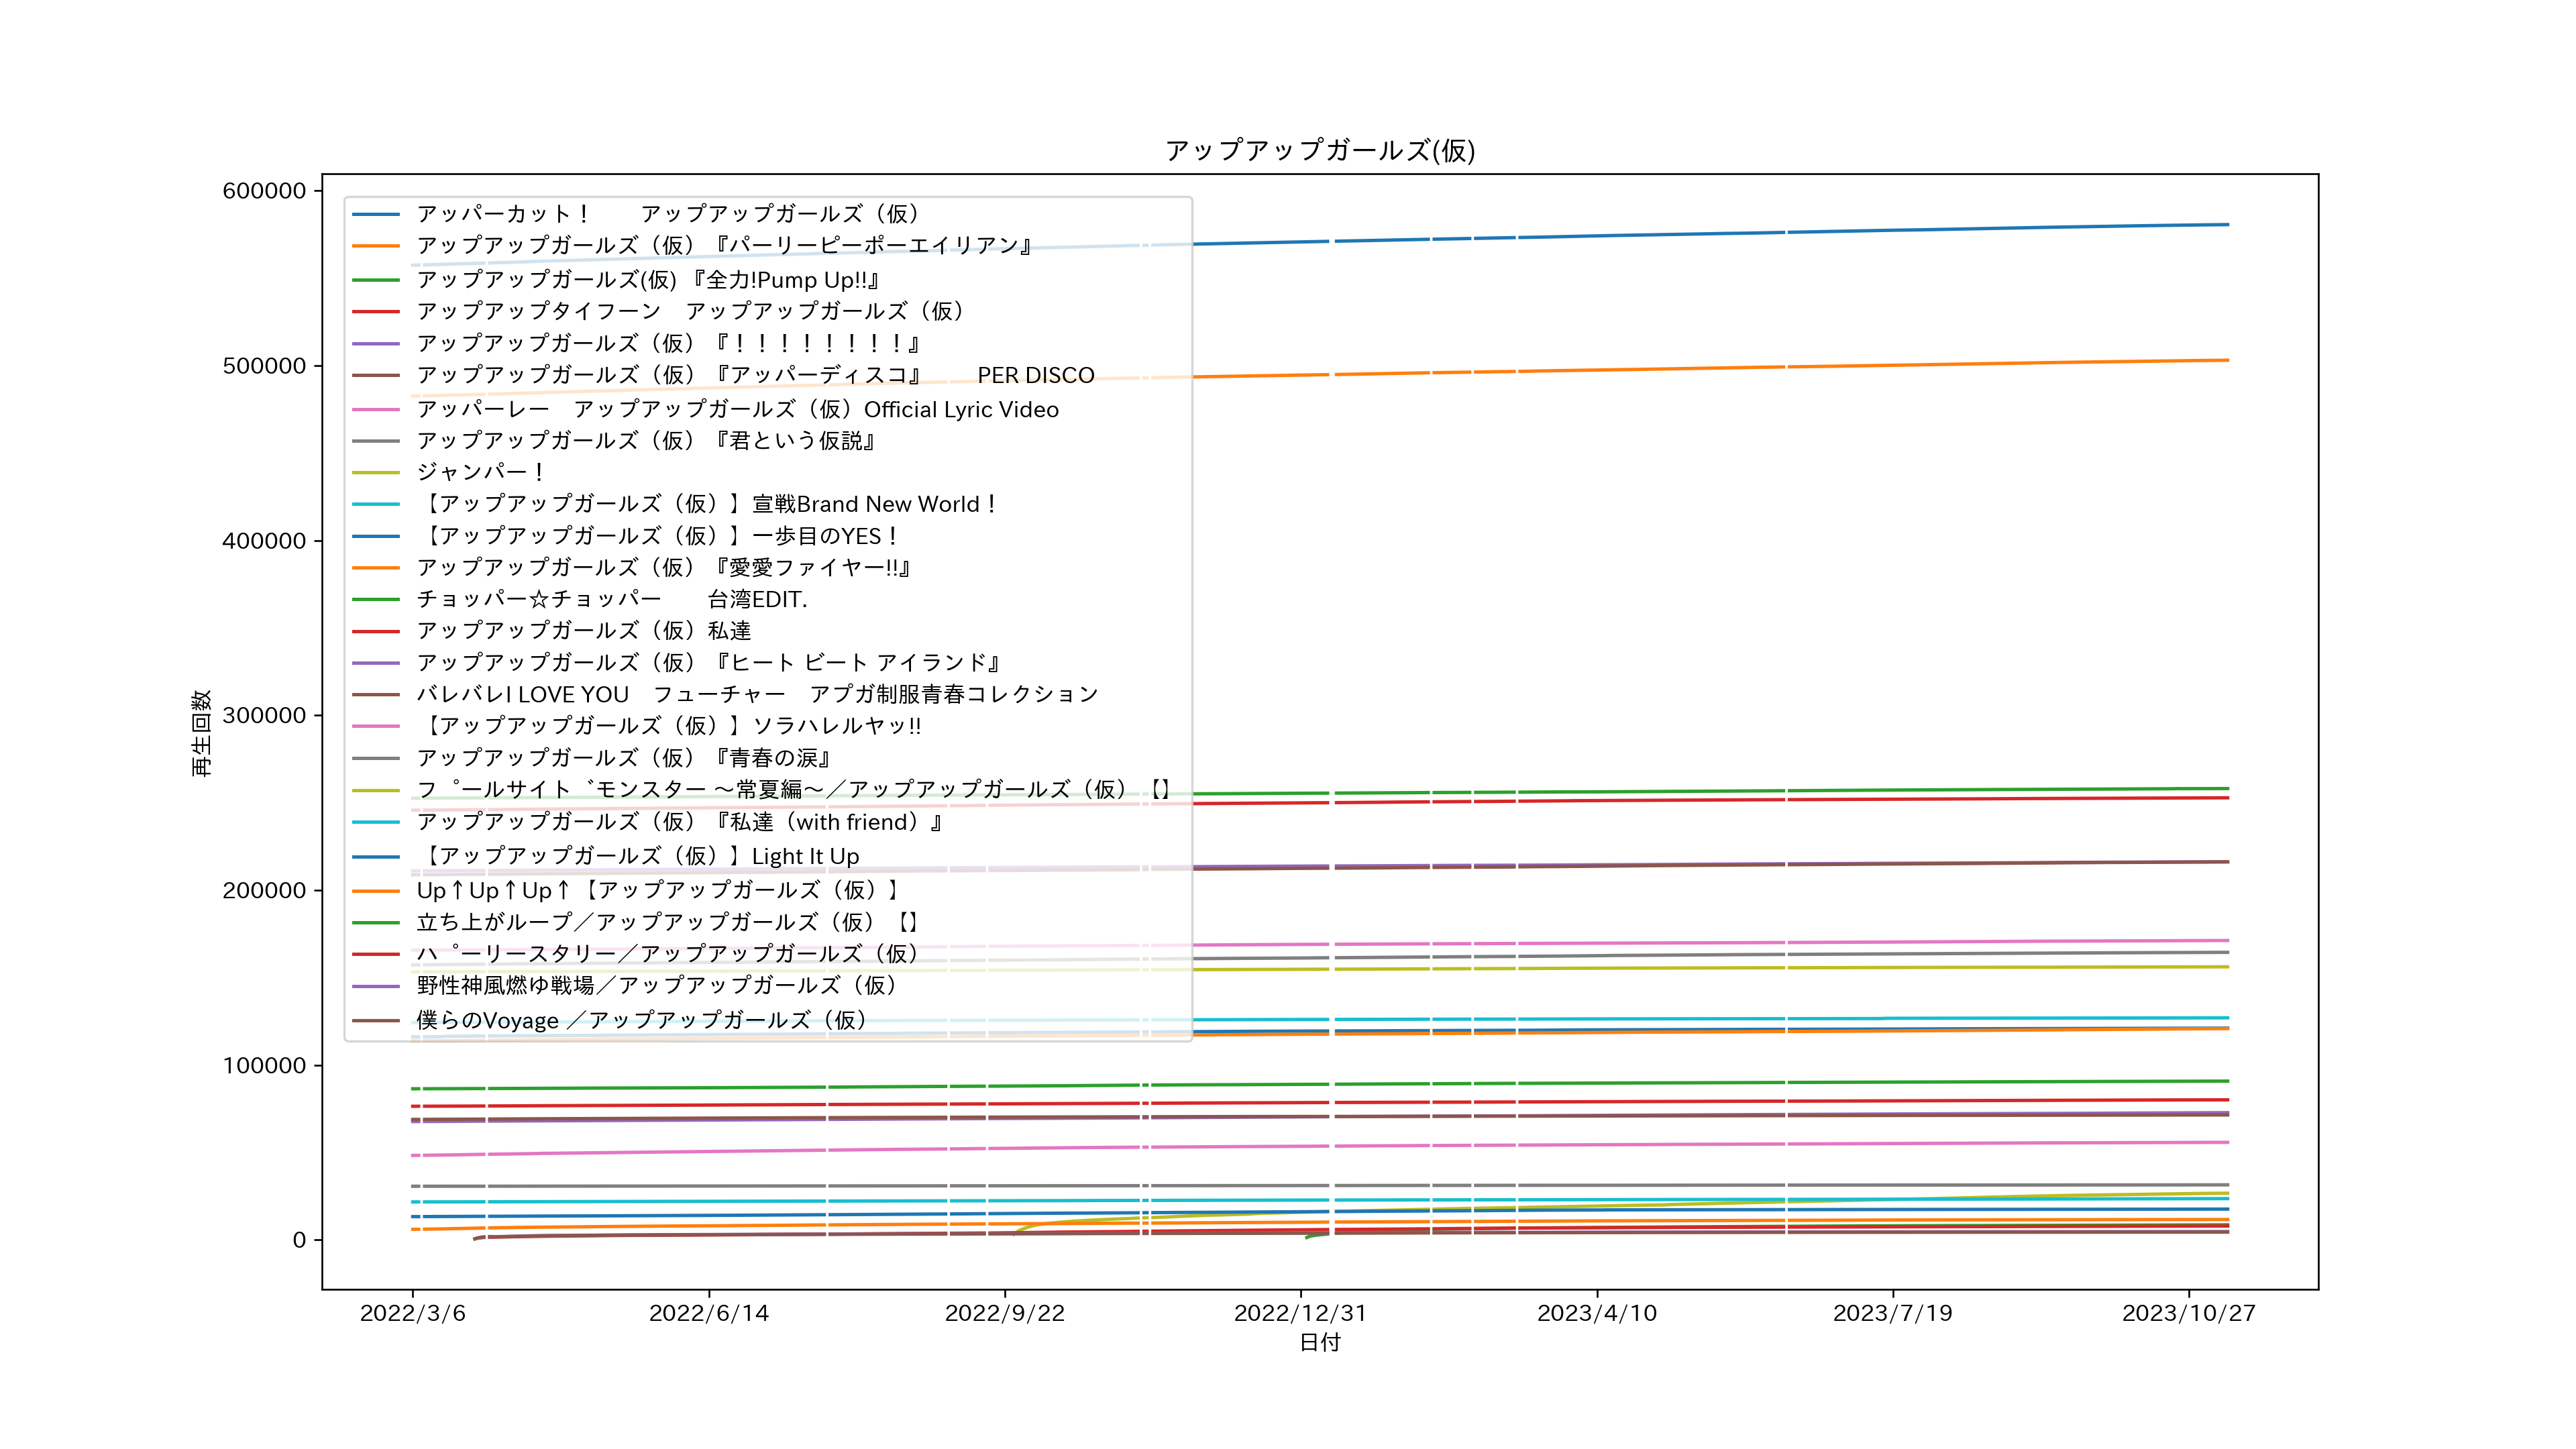 アップアップガールズ(仮)
600000
500000
400000
300000
200000
100000
0
再生回数
アッパーカット！　　アップアップガールズ（仮）
アップアップガールズ（仮）『パーリーピーポーエイリアン』
アップアップガールズ(仮) 『全力!Pump Up!!』
アップアップタイフーン　アップアップガールズ（仮）
アップアップガールズ（仮）『！！！！！！！！』
アップアップガールズ（仮）『アッパーディスコ』　　PER DISCO
アッパーレー　アップアップガールズ（仮）Official Lyric Video
アップアップガールズ（仮）『君という仮説』
ジャンパー！
【アップアップガールズ（仮）】宣戦Brand New World！
【アップアップガールズ（仮）】一歩目のYES！
アップアップガールズ（仮）『愛愛ファイヤー!!』
チョッパー☆チョッパー　　台湾EDIT.
アップアップガールズ（仮）私達
アップアップガールズ（仮）『ヒート ビート アイランド』
バレバレI LOVE YOU　フューチャー　アプガ制服青春コレクション
【アップアップガールズ（仮）】ソラハレルヤッ!!
アップアップガールズ（仮）『青春の涙』
フ゜ールサイト゛モンスター ～常夏編～／アップアップガールズ（仮）【】
アップアップガールズ（仮）『私達（with friend）』
【アップアップガールズ（仮）】Light It Up
Up↑Up↑Up↑【アップアップガールズ（仮）】
立ち上がループ／アップアップガールズ（仮）【】
ハ゜ーリースタリー／アップアップガールズ（仮）
野性神風燃ゆ戦場／アップアップガールズ（仮）
僕らのVoyage ／アップアップガールズ（仮）
2022/3/6
2022/6/14
2022/9/22
2022/12/31
2023/4/10
2023/7/19
2023/10/27
日付